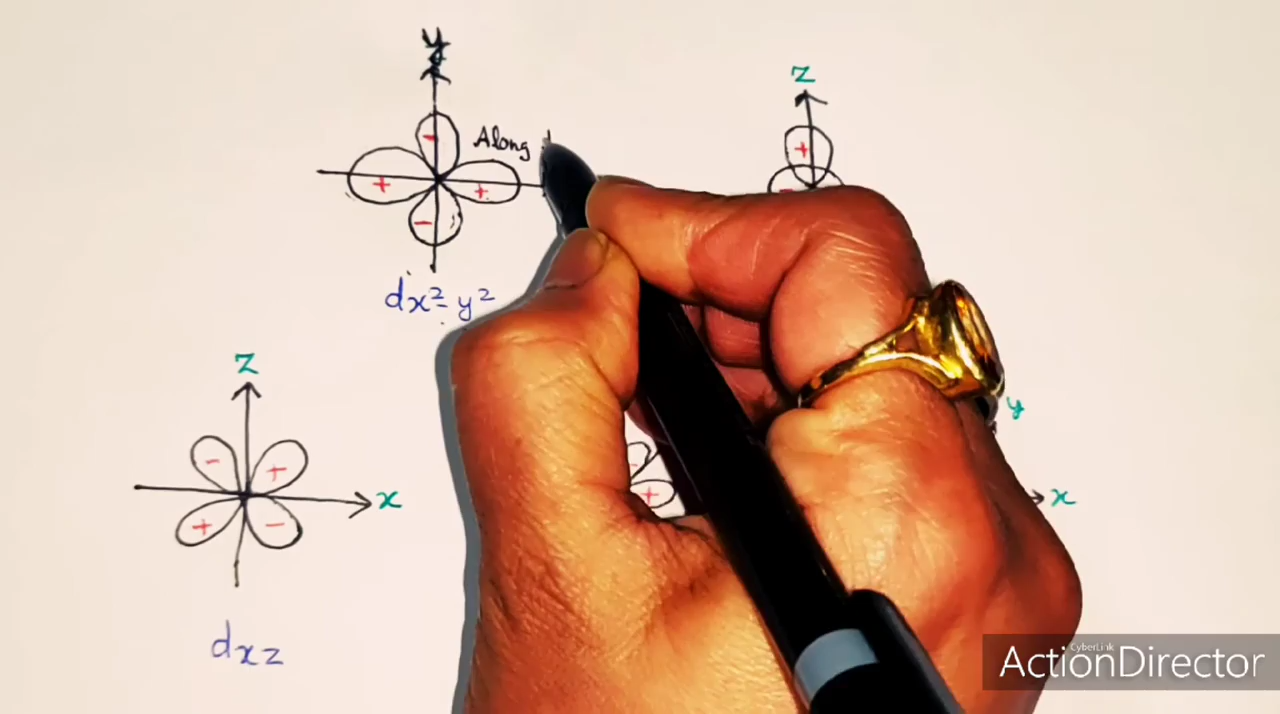 y
z
- + Along
+ + -
-
dx²-y²
z y
- + -
x + x
+ -
dxz
CyberLink
ActionDirector